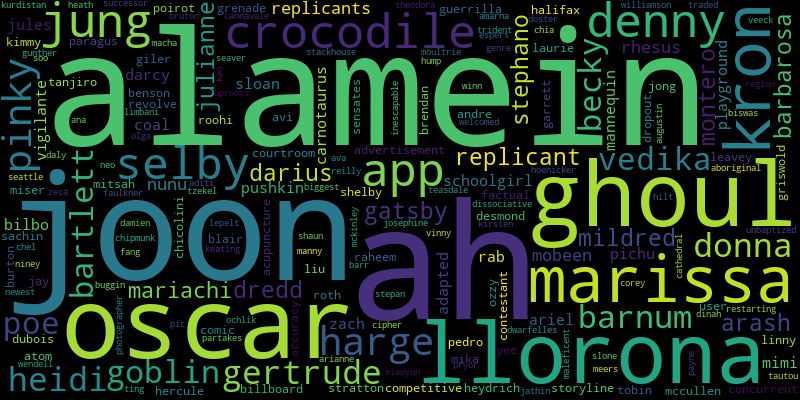 kurdistan heath successor bruton cannavale theodora amarna williamson traded veeck
jung poirot grenade replicants guerrilla halifax denny doster region
jules kimmy paragus macha crocodile trident espers genre chia kron
gunther soo giler julianne stackhouse moultrie hump stephano laurie becky rhesus montero playground barbarosa
pinky vigilante tanjiro darcy sloan seaver kai uproots alamein winn brendan jong mannequin
benson revolve sensates inescapable andre garrett dropout augustin biswas
ana limbani coal roohi avi carnotaurus welcomed
olga courtroom advertisement
daly neo selby ava app replicant vedika leavey griswold
seattle mitsah aditi darius reilly schoolgirl hoenicker aboriginal
miser zeca bartlett nunu tzekel pushkin biggest shelby teasdale factual ghoul hilt
bilbo faulkner lepelt mckinley gatsby dissociative desmond unbaptized
sachin damien joon chicolini blair keating acupuncture shaun josephine kirsten mildred donna
chel chipmunk manny vinny rab mobeen pichu cathedral
burton niney fang liu raheem barr ah adapted contestant marissa corey
jay buggin mariachi dredd stepan ozzy user restarting
newest photographer oscar roth cipher ariel barnum dinah
poe pic ochlik zach dwarfelles arash
dubois comic accuracy harge pedro llorona linny
atom partakes arianne mika yee maleficent slone payne mimi
wendell heidi goblin gertrude xiaoyun pryor meers tautou
ting hercule billboard stratton competitive heydrich jathin storyline tobin mccullen concurrent